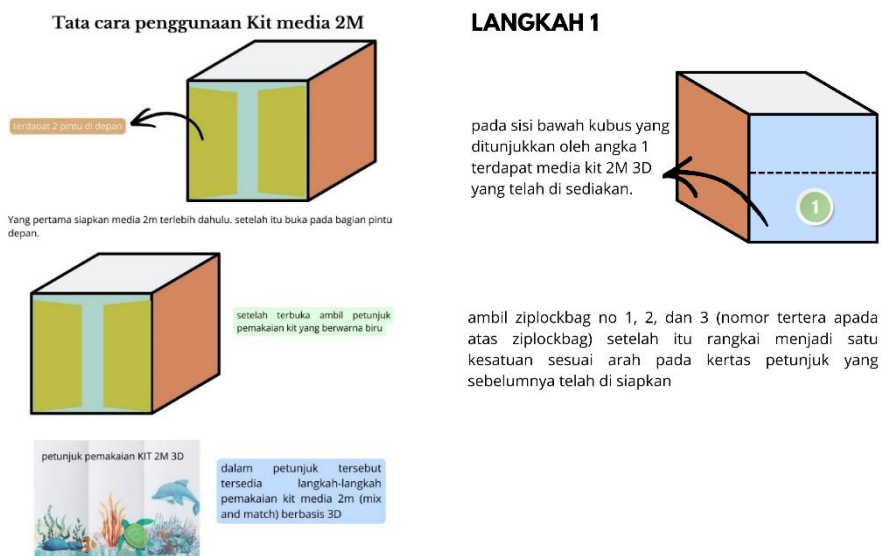 Tata cara penggunaan Kit media 2M
terdapat 2 pintu di depan
Yang pertama siapkan media 2m terlebih dahulu. setelah itu buka pada bagian pintu
depan.
setelah terbuka ambil petunjuk
pemakaian kit yang berwarna biru
petunjuk pemakaian KIT 2M 3D
dalam petunjuk tersebut
tersedia langkah-langkah
pemakaian kit media 2m (mix
and match) berbasis 3D
LANGKAH 1
pada sisi bawah kubus yang
ditunjukkan oleh angka 1
terdapat media kit 2M 3D
yang telah di sediakan.
1
ambil ziplockbag no 1, 2, dan 3 (nomor tertera apada
atas ziplockbag) setelah itu rangkai menjadi satu
kesatuan sesuai arah pada kertas petunjuk yang
sebelumnya telah di siapkan